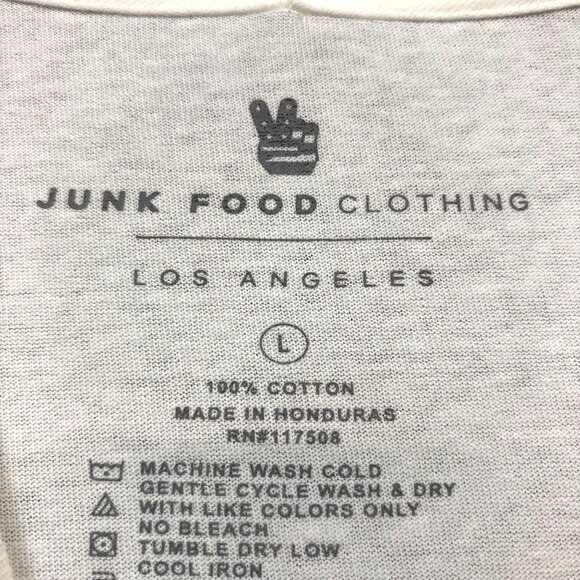 JUNK FOOD CLOTHING
LOS ANGELES
L
100% COTTON
MADE IN HONDURAS
RN#117508
MACHINE WASH COLD
GENTLE CYCLE WASH & DRY
WITH LIKE COLORS ONLY
NO BLEACH
TUMBLE DRY LOW
COOL IRON